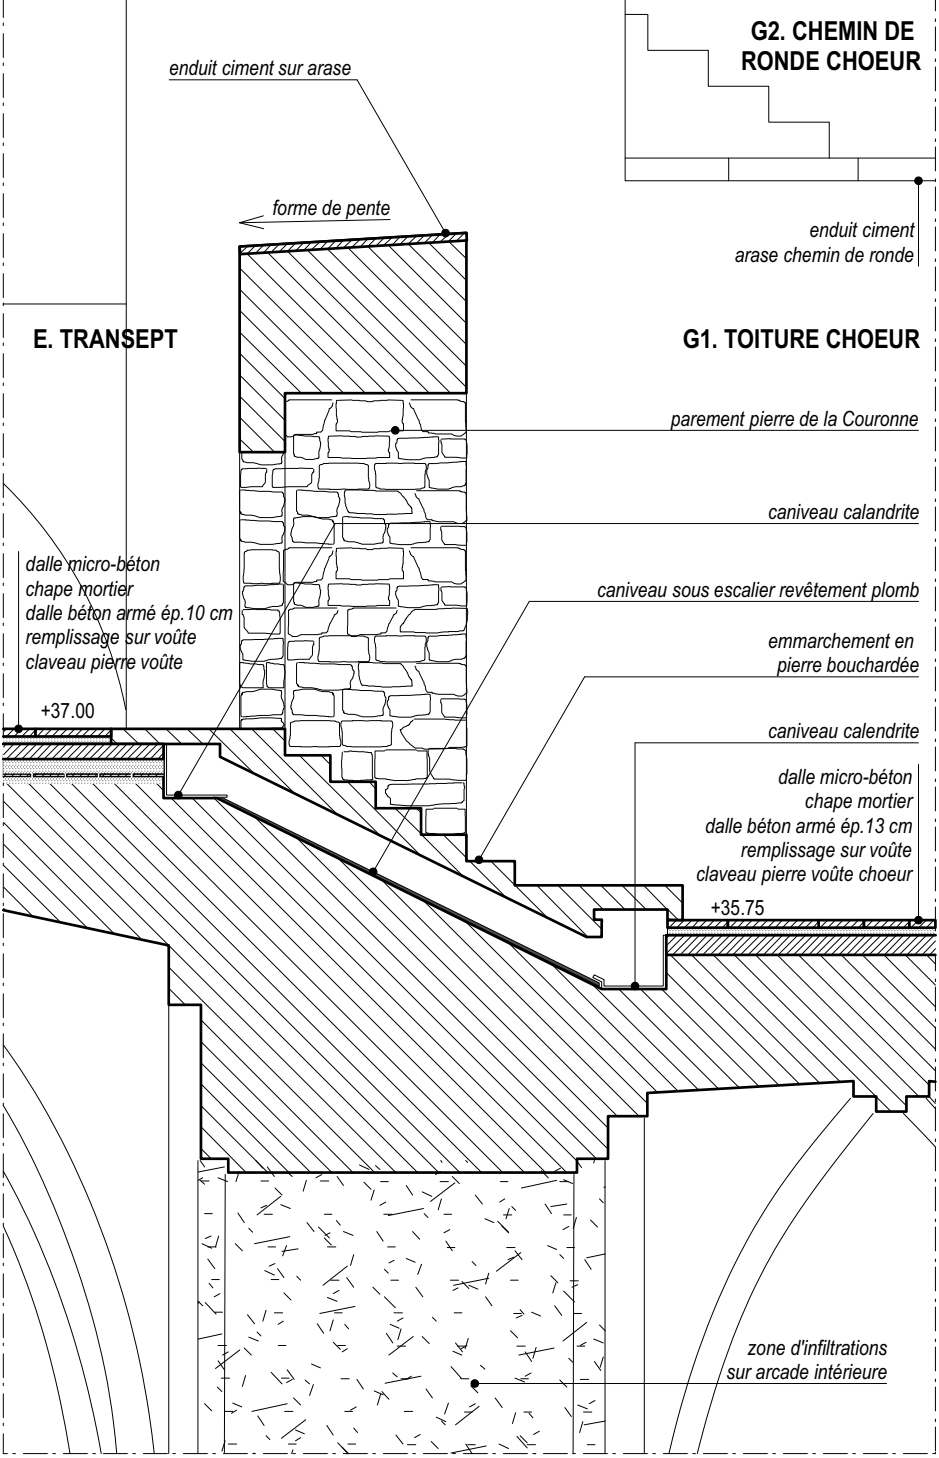 G2. CHEMIN DE
RONDE CHOEUR
enduit ciment sur arase
forme de pente
enduit ciment
arase chemin de ronde
E. TRANSEPT
G1. TOITURE CHOEUR
parement pierre de la Couronne
caniveau calandrite
dalle micro-béton
chape mortier
dalle béton armé ép.10 cm
remplissage sur voûte
claveau pierre voûte
+37.00
caniveau sous escalier revêtement plomb
emmarchement en
pierre bouchardée
caniveau calendrite
dalle micro-béton
chape mortier
dalle béton armé ép.13 cm
remplissage sur voûte
claveau pierre voûte choeur
+35.75
zone d'infiltrations
sur arcade intérieure